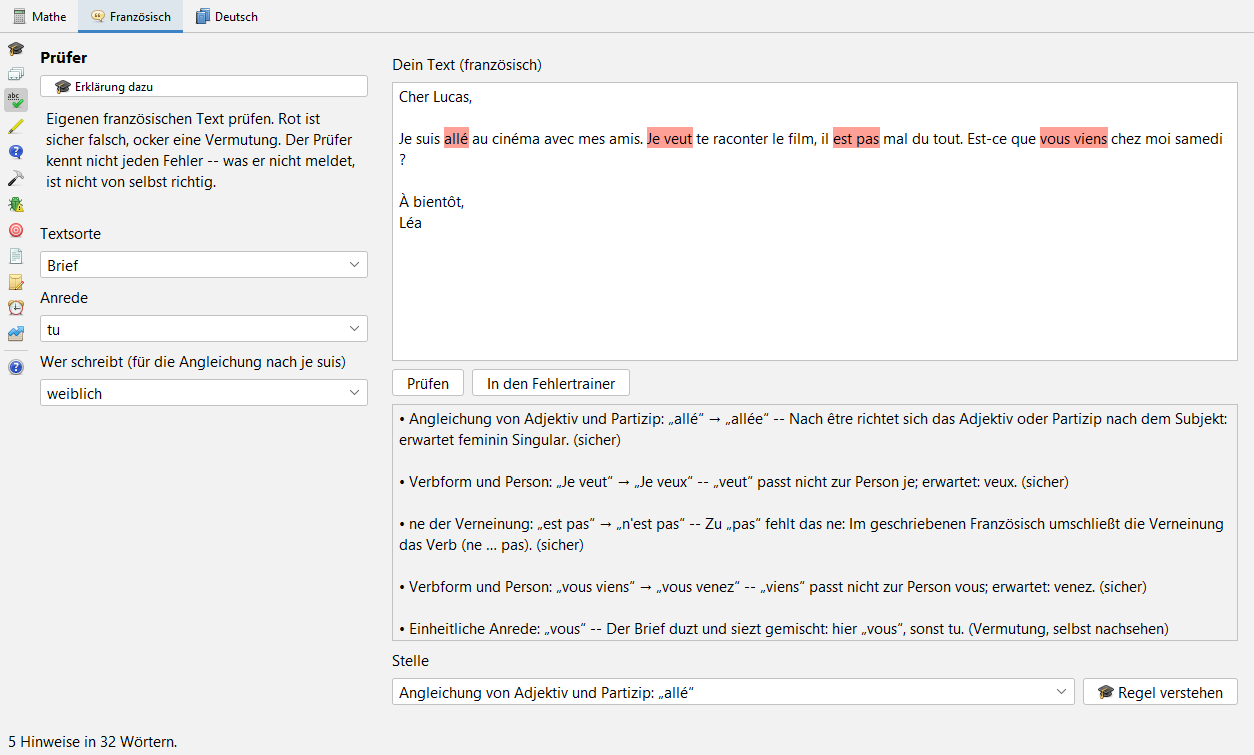 Mathe
Französisch
Deutsch
Prüfer
Erklärung dazu
Eigenen französischen Text prüfen. Rot ist
sicher falsch, ocker eine Vermutung. Der Prüfer
kennt nicht jeden Fehler -- was er nicht meldet,
ist nicht von selbst richtig.
Textsorte
Brief
Anrede
tu
Wer schreibt (für die Angleichung nach je suis)
weiblich
Dein Text (französisch)
Cher Lucas,
Je suis allé au cinéma avec mes amis. Je veut te raconter le film, il est pas mal du tout. Est-ce que vous viens chez moi samedi
?
À bientôt,
Léa
Prüfen
In den Fehlertrainer
• Angleichung von Adjektiv und Partizip: „allé“ → „allée“ -- Nach être richtet sich das Adjektiv oder Partizip nach dem Subjekt:
erwartet feminin Singular. (sicher)
• Verbform und Person: „Je veut“ → „Je veux“ -- „veut“ passt nicht zur Person je; erwartet: veux. (sicher)
• ne der Verneinung: „est pas“ → „n'est pas“ -- Zu „pas“ fehlt das ne: Im geschriebenen Französisch umschließt die Verneinung
das Verb (ne ... pas). (sicher)
• Verbform und Person: „vous viens“ → „vous venez“ -- „viens“ passt nicht zur Person vous; erwartet: venez. (sicher)
• Einheitliche Anrede: „vous“ -- Der Brief duzt und siezt gemischt: hier „vous“, sonst tu. (Vermutung, selbst nachsehen)
Stelle
Angleichung von Adjektiv und Partizip: „allé“
Regel verstehen
5 Hinweise in 32 Wörtern.